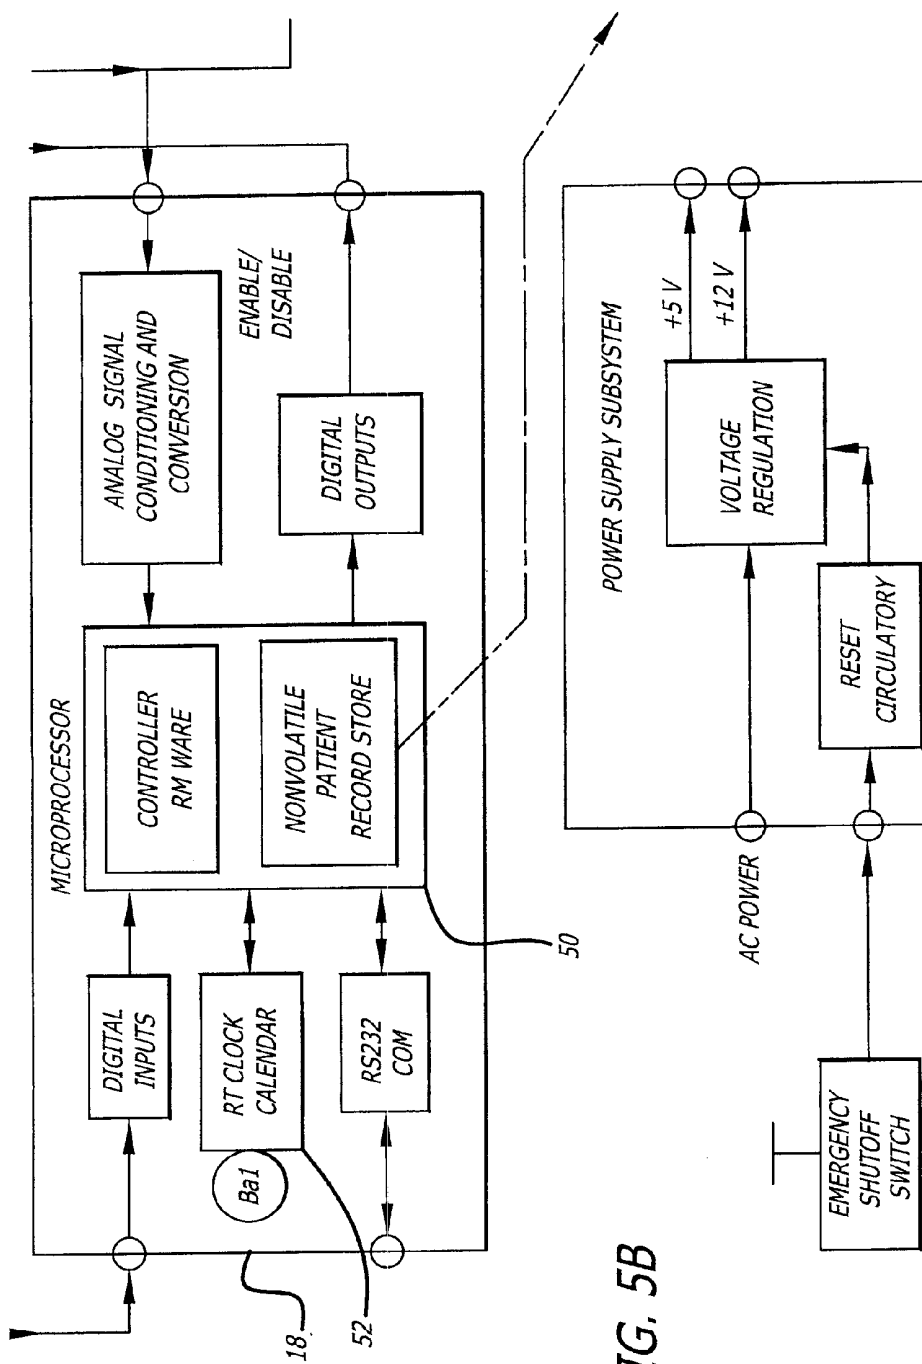 MICROPROCESSOR
DIGITAL
INPUTS
RT CLOCK
CALENDAR
Ba1
RS232
COM
CONTROLLER
RM WARE
NONVOLATILE
PATIENT
RECORD STORE
ANALOG SIGNAL
CONDITIONING AND
CONVERSION
DIGITAL
OUTPUTS
ENABLE/
DISABLE
18
52
50
POWER SUPPLY SUBSYSTEM
AC POWER
VOLTAGE
REGULATION
+5 V
+12 V
RESET
CIRCULATORY
EMERGENCY
SHUTOFF
SWITCH
IG. 5B